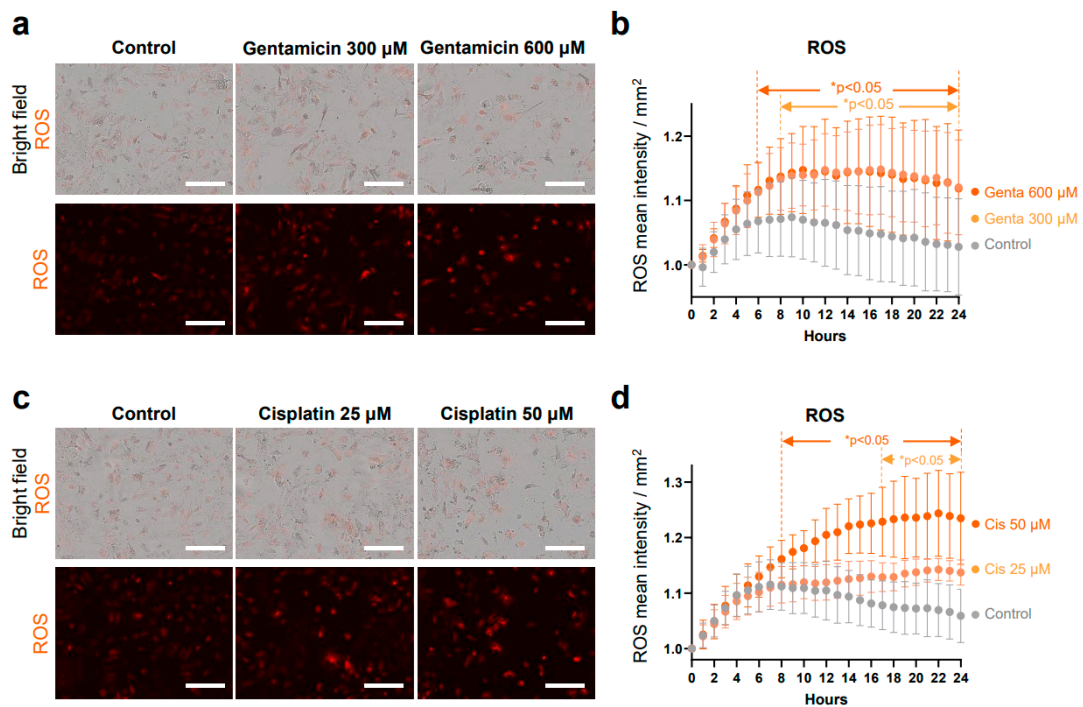 a
Control
Gentamicin 300 µM
Gentamicin 600 µM
Bright field
ROS
ROS
b
ROS
*p<0.05
*p<0.05
ROS mean intensity / mm²
1.2
1.1
1.0
0 2 4 6 8 10 12 14 16 18 20 22 24
Hours
Genta 600 µM
Genta 300 µM
Control
c
Control
Cisplatin 25 µM
Cisplatin 50 µM
Bright field
ROS
ROS
d
ROS
*p<0.05
*p<0.05
ROS mean intensity / mm²
1.3
1.2
1.1
1.0
0 2 4 6 8 10 12 14 16 18 20 22 24
Hours
Cis 50 µM
Cis 25 µM
Control